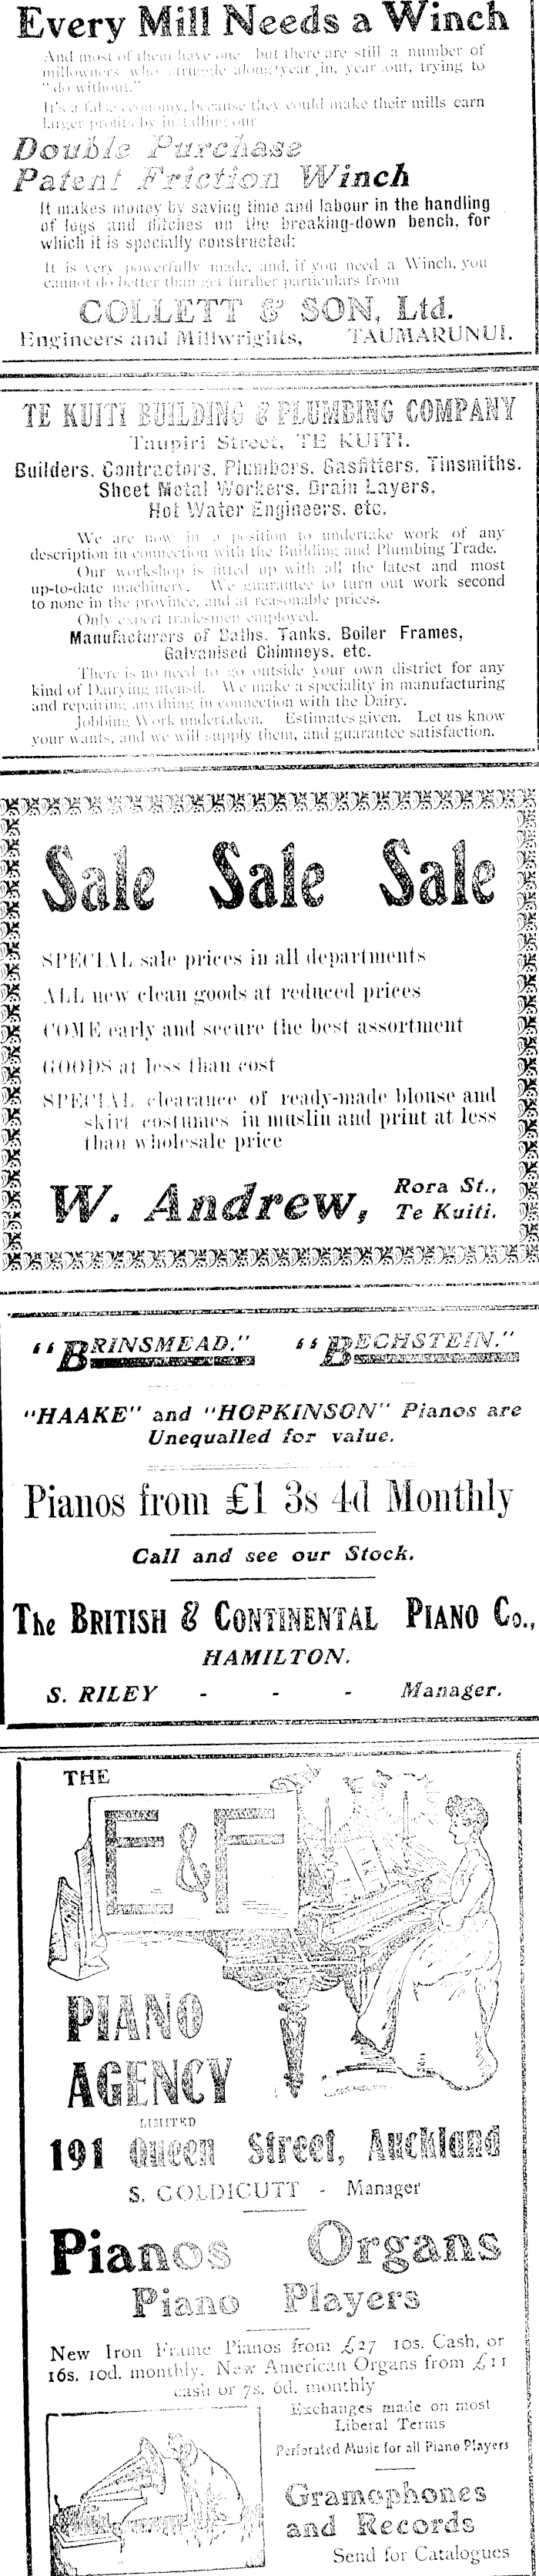 Every Mill Needs a Winch
And most of them have one but there are still a number of
millowners who struggle along year in, year out, trying to
"do without."
It's a false economy, because they could make their mills earn
larger profits by installing our
Double Purchase
Patent Friction Winch
It makes money by saving time and labour in the handling
of logs and flitches on the breaking-down bench, for
which it is specially constructed:
It is very powerfully made, and, if you need a Winch, you
cannot do better than get further particulars from
COLLETT & SON, Ltd.
Engineers and Millwrights, TAUMARUNUI.
TE KUITI BUILDING & PLUMBING COMPANY
Taupiri Street, TE KUITI.
Builders, Contractors, Plumbers, Gasfitters, Tinsmiths.
Sheet Metal Workers, Drain Layers,
Hot Water Engineers, etc.
We are now in a position to undertake work of any
description in connection with the Building and Plumbing Trade.
Our workshop is fitted up with all the latest and most
up-to-date machinery. We guarantee to turn out work second
to none in the province, and at reasonable prices.
Only expert tradesmen employed.
Manufacturers of Baths, Tanks, Boiler Frames,
Galvanised Chimneys, etc.
There is no need to go outside your own district for any
kind of Dairying utensil. We make a speciality in manufacturing
and repairing anything in connection with the Dairy.
Jobbing Work undertaken. Estimates given. Let us know
your wants, and we will supply them, and guarantee satisfaction.
Sale Sale Sale
SPECIAL sale prices in all departments
ALL new clean goods at reduced prices
COME early and secure the best assortment
GOODS at less than cost
SPECIAL clearance of ready-made blouse and
skirt costumes in muslin and print at less
than wholesale price
W. Andrew, Rora St.,
Te Kuiti.
"BRINSMEAD." "BECHSTEIN."
"HAAKE" and "HOPKINSON" Pianos are
Unequalled for value.
Pianos from £1 3s 4d Monthly
Call and see our Stock.
The BRITISH & CONTINENTAL PIANO Co.,
HAMILTON.
S. RILEY - - - Manager.
THE
E & F
PIANO
AGENCY
LIMITED
191 Queen Street, Auckland
S. COLDICUTT - Manager
Pianos Organs
Piano Players
New Iron Frame Pianos from £27 10s. Cash, or
16s. 10d. monthly. New American Organs from £11
cash or 7s. 6d. monthly
Exchanges made on most
Liberal Terms
Perforated Music for all Piano Players
Gramophones
and Records
Send for Catalogues